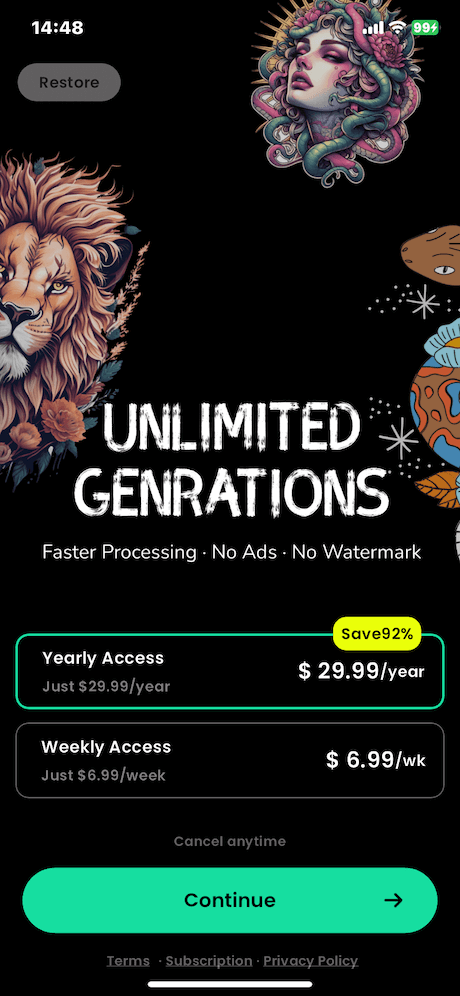 14:48
99
Restore
UNLIMITED
GENRATIONS
Faster Processing · No Ads · No Watermark
Save92%
Yearly Access
$ 29.99/year
Just $29.99/year
Weekly Access
$ 6.99/wk
Just $6.99/week
Cancel anytime
Continue
Terms · Subscription · Privacy Policy